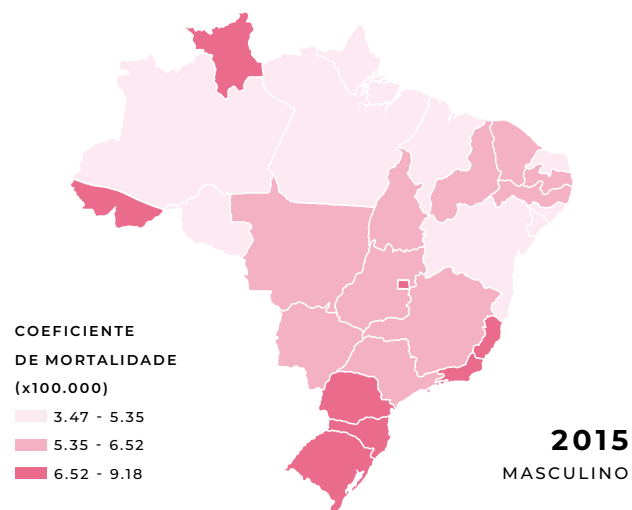 COEFICIENTE
DE MORTALIDADE
(x100.000)
3.47 - 5.35
5.35 - 6.52
6.52 - 9.18
2015
MASCULINO